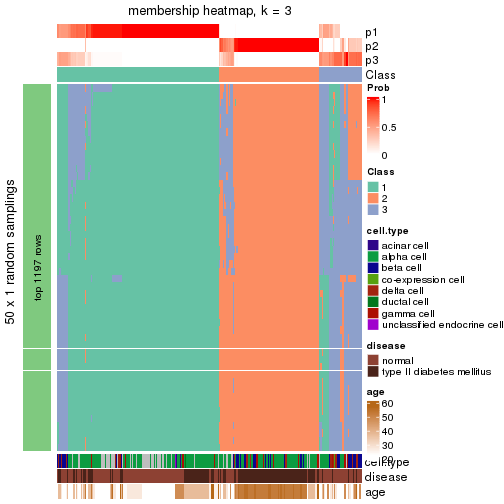 membership heatmap, k = 3
p1
p2
p3
Class
50 x 1 random samplings
top 1197 rows
Prob
1
0.5
0
Class
1
2
3
cell.type
acinar cell
alpha cell
beta cell
co-expression cell
delta cell
ductal cell
gamma cell
unclassified endocrine cell
disease
normal
type II diabetes mellitus
age
60
50
40
30
20
cell.type
disease
age